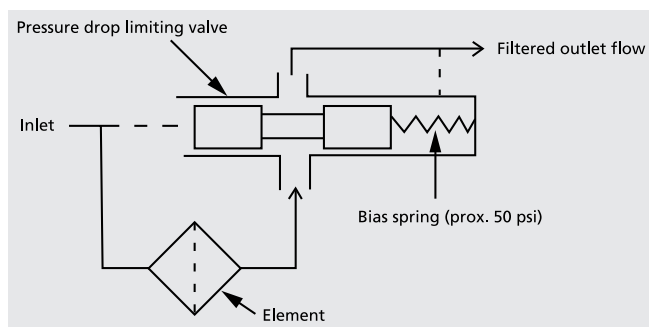 Pressure drop limiting valve
Filtered outlet flow
Inlet
Bias spring (prox. 50 psi)
Element